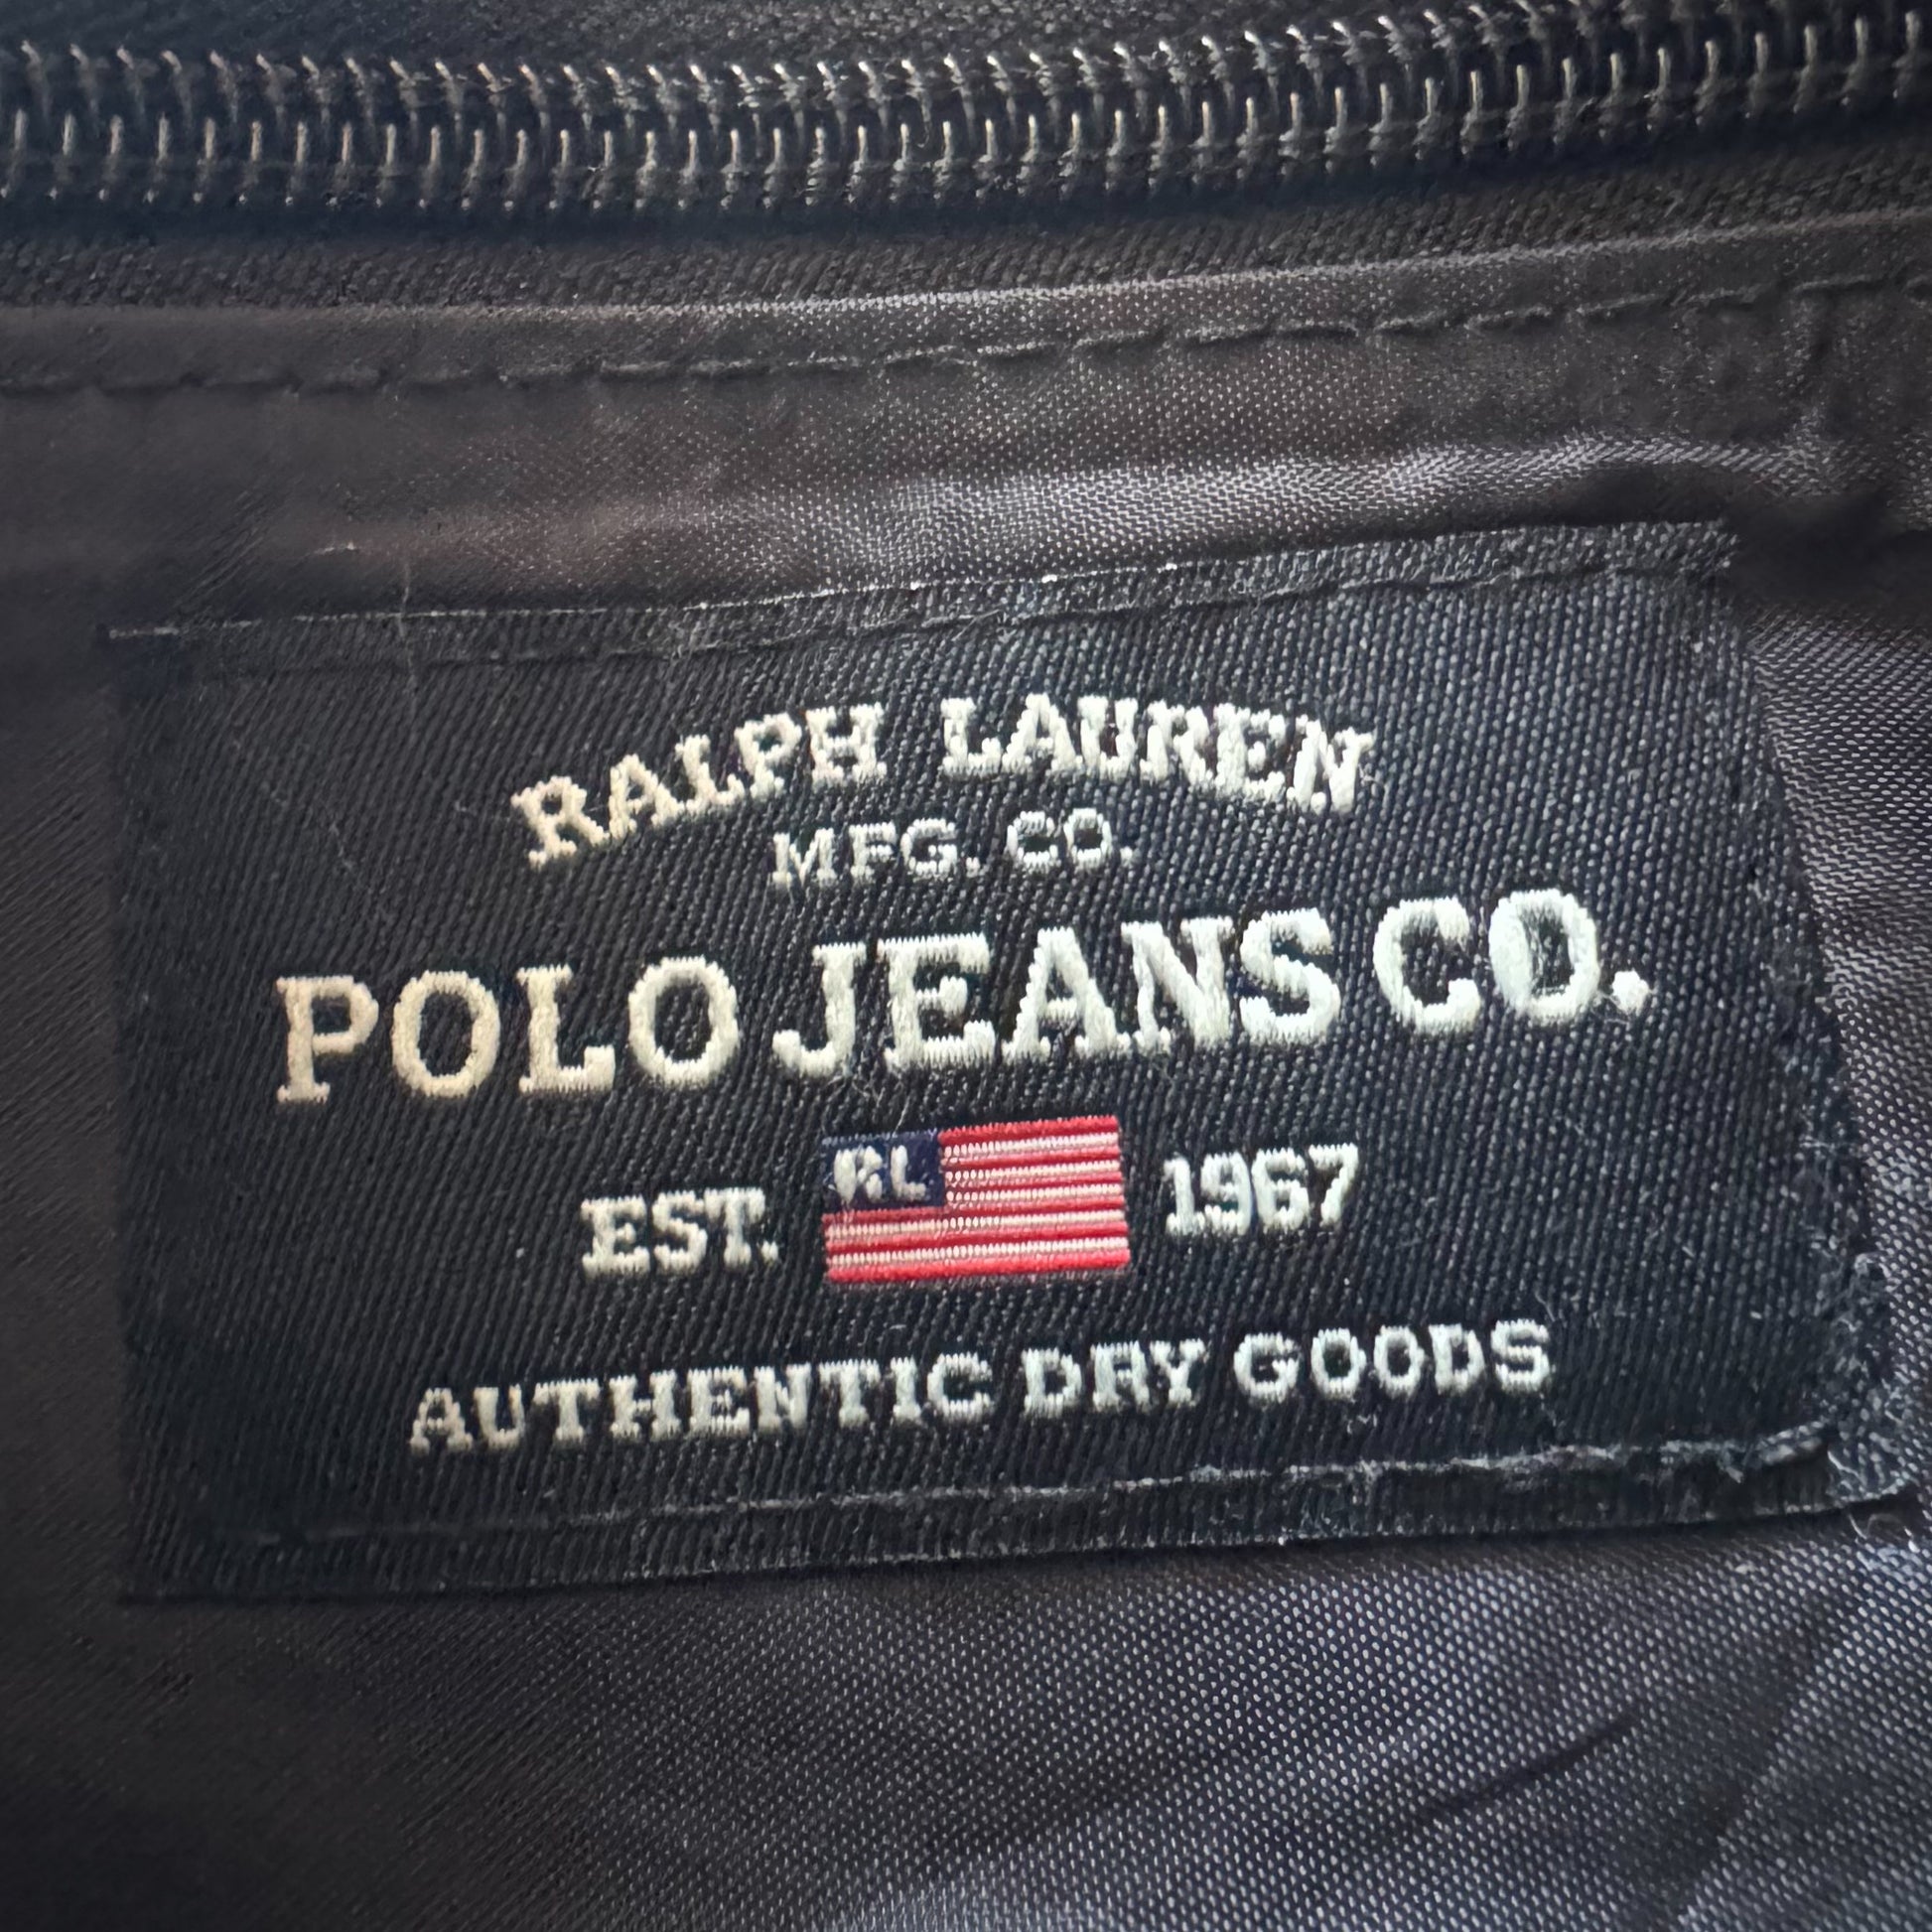 RALPH LAUREN
MFG. CO.
POLO JEANS CO.
EST. RL 1967
AUTHENTIC DRY GOODS